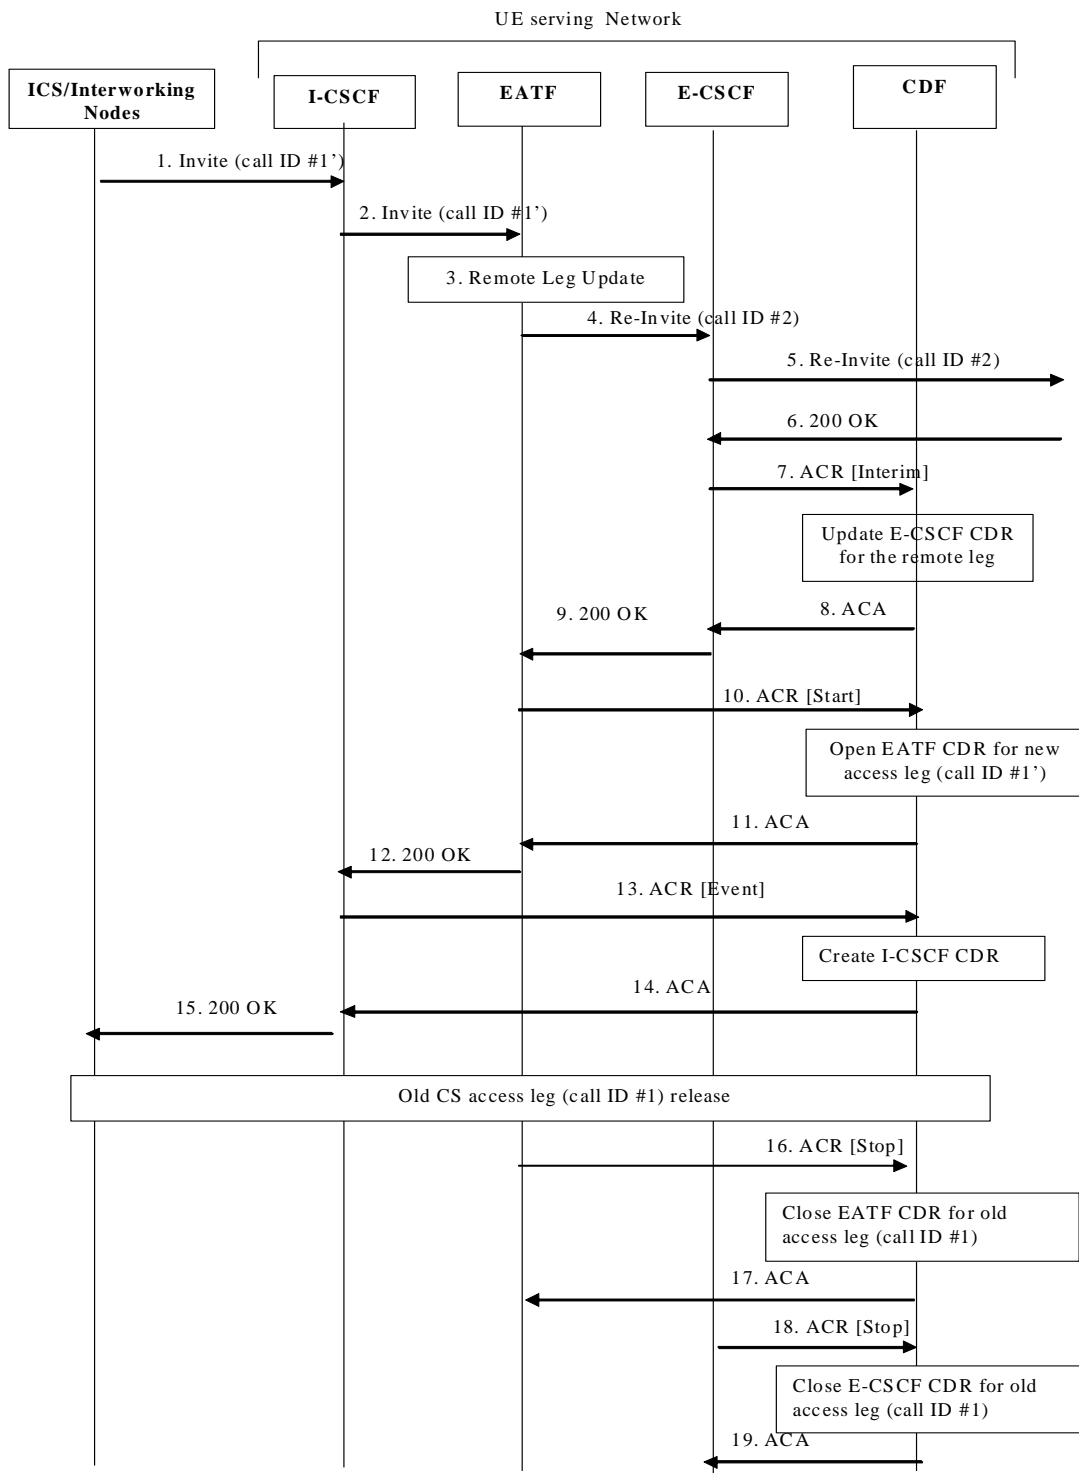 UE serving Network
ICS/Interworking
Nodes
I-CSCF
EATF
E-CSCF
CDF
1. Invite (call ID #1’)
2. Invite (call ID #1’)
3. Remote Leg Update
4. Re-Invite (call ID #2)
5. Re-Invite (call ID #2)
6. 200 OK
7. ACR [Interim]
Update E-CSCF CDR
for the remote leg
8. ACA
9. 200 OK
10. ACR [Start]
Open EATF CDR for new
access leg (call ID #1’)
11. ACA
12. 200 OK
13. ACR [Event]
Create I-CSCF CDR
14. ACA
15. 200 OK
Old CS access leg (call ID #1) release
16. ACR [Stop]
Close EATF CDR for old
access leg (call ID #1)
17. ACA
18. ACR [Stop]
Close E-CSCF CDR for old
access leg (call ID #1)
19. ACA